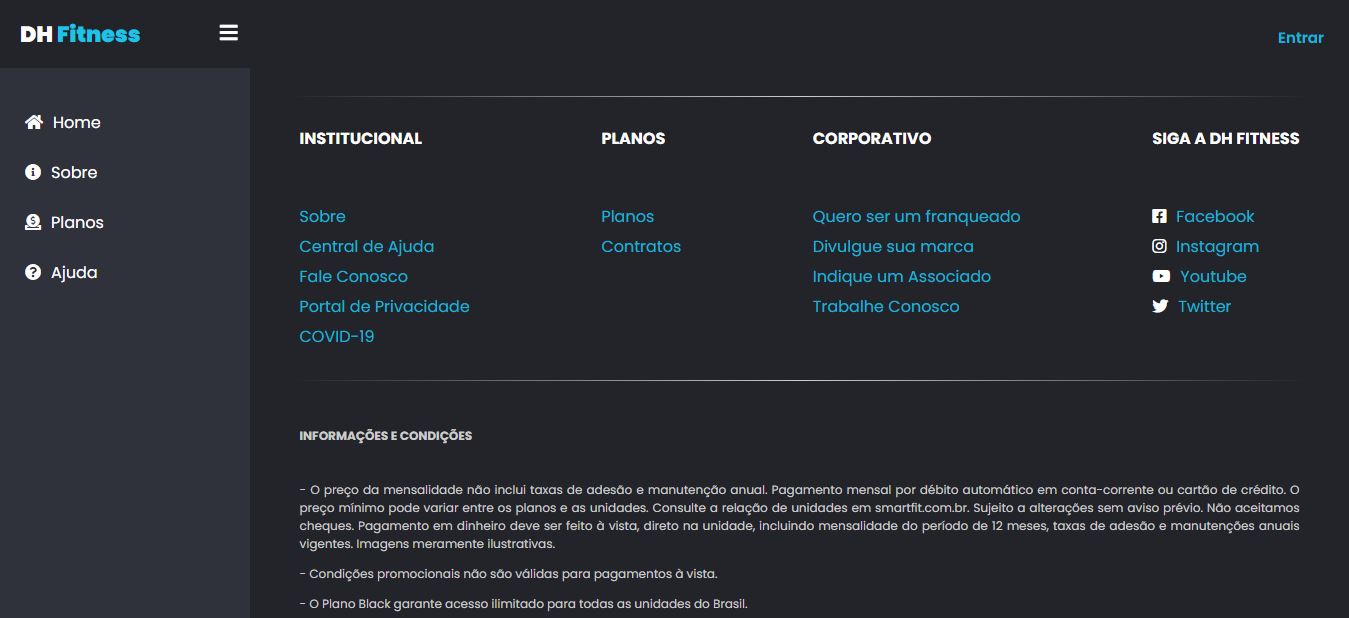 DH Fitness
Entrar
Home
Sobre
Planos
Ajuda
INSTITUCIONAL
Sobre
Central de Ajuda
Fale Conosco
Portal de Privacidade
COVID-19
PLANOS
Planos
Contratos
CORPORATIVO
Quero ser um franqueado
Divulgue sua marca
Indique um Associado
Trabalhe Conosco
SIGA A DH FITNESS
Facebook
Instagram
Youtube
Twitter
INFORMAÇÕES E CONDIÇÕES
- O preço da mensalidade não inclui taxas de adesão e manutenção anual. Pagamento mensal por débito automático em conta-corrente ou cartão de crédito. O
preço mínimo pode variar entre os planos e as unidades. Consulte a relação de unidades em smartfit.com.br. Sujeito a alterações sem aviso prévio. Não aceitamos
cheques. Pagamento em dinheiro deve ser feito à vista, direto na unidade, incluindo mensalidade do período de 12 meses, taxas de adesão e manutenções anuais
vigentes. Imagens meramente ilustrativas.
- Condições promocionais não são válidas para pagamentos à vista.
- O Plano Black garante acesso ilimitado para todas as unidades do Brasil.